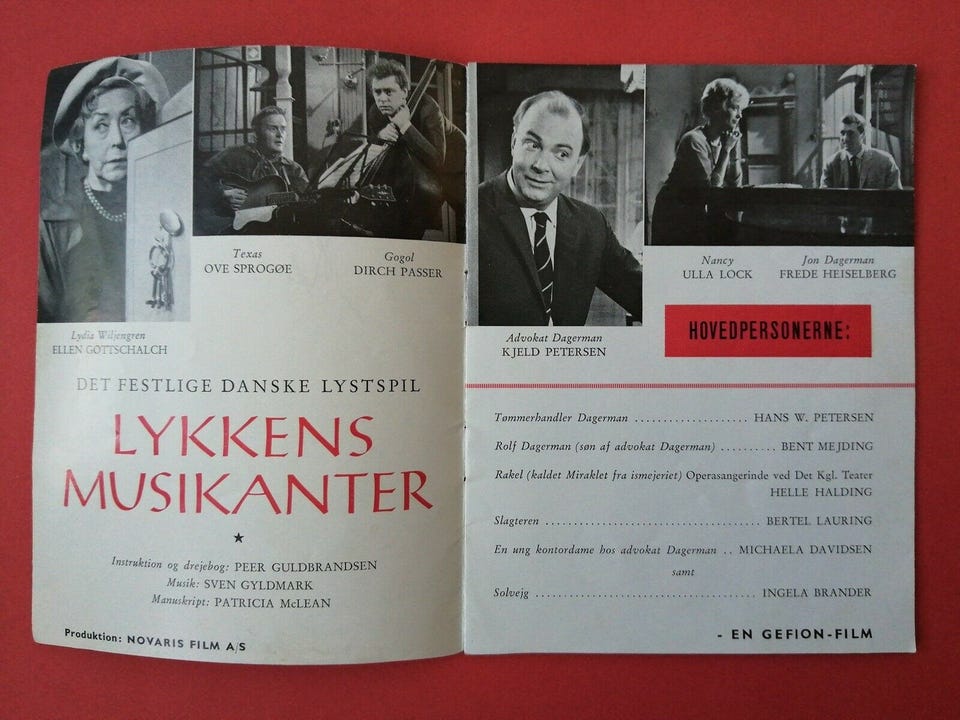 Lydia Wiljengren
ELLEN GOTTSCHALCH
Texas
OVE SPROGØE
Gogol
DIRCH PASSER
DET FESTLIGE DANSKE LYSTSPIL
LYKKENS
MUSIKANTER
★
Instruktion og drejebog: PEER GULDBRANDSEN
Musik: SVEN GYLDMARK
Manuskript: PATRICIA McLEAN
Produktion: NOVARIS FILM A/S
Advokat Dagerman
KJELD PETERSEN
Nancy
ULLA LOCK
Jon Dagerman
FREDE HEISELBERG
HOVEDPERSONERNE:
Tømmerhandler Dagerman .................... HANS W. PETERSEN
Rolf Dagerman (søn af advokat Dagerman) .......... BENT MEJDING
Rakel (kaldet Miraklet fra ismejeriet) Operasangerinde ved Det Kgl. Teater
HELLE HALDING
Slagteren ...................................... BERTEL LAURING
En ung kontordame hos advokat Dagerman .. MICHAELA DAVIDSEN
samt
Solvejg ...................................... INGELA BRANDER
- EN GEFION-FILM